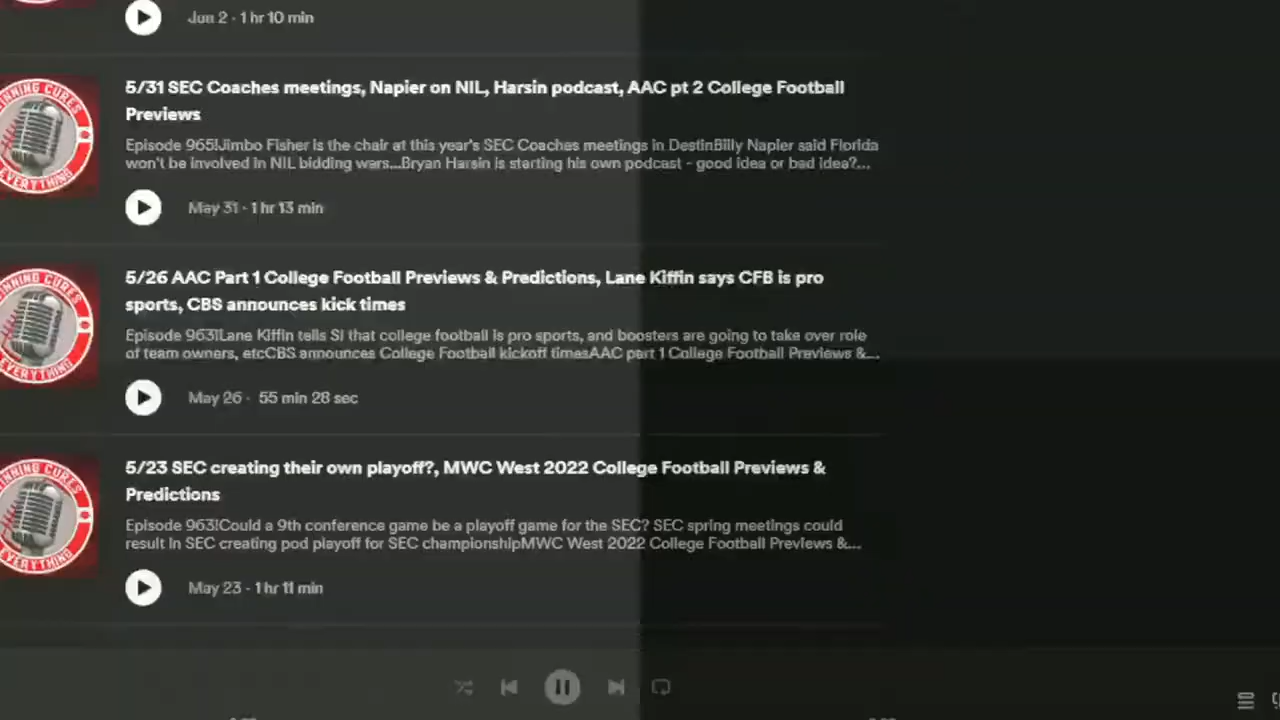 Jun 2 · 1 hr 10 min
5/31 SEC Coaches meetings, Napier on NIL, Harsin podcast, AAC pt 2 College Football
Previews
Episode 965!Jimbo Fisher is the chair at this year's SEC Coaches meetings in DestinBilly Napier said Florida
won't be involved in NIL bidding wars...Bryan Harsin is starting his own podcast - good idea or bad idea?...
May 31 · 1 hr 13 min
5/26 AAC Part 1 College Football Previews & Predictions, Lane Kiffin says CFB is pro
sports, CBS announces kick times
Episode 963!Lane Kiffin tells SI that college football is pro sports, and boosters are going to take over role
of team owners, etcCBS announces College Football kickoff timesAAC part 1 College Football Previews &...
May 26 · 55 min 28 sec
5/23 SEC creating their own playoff?, MWC West 2022 College Football Previews &
Predictions
Episode 963!Could a 9th conference game be a playoff game for the SEC? SEC spring meetings could
result in SEC creating pod playoff for SEC championshipMWC West 2022 College Football Previews &...
May 23 · 1 hr 11 min
CURES
EVERYTHING
CURES
EVERYTHING
CURES
EVERYTHING